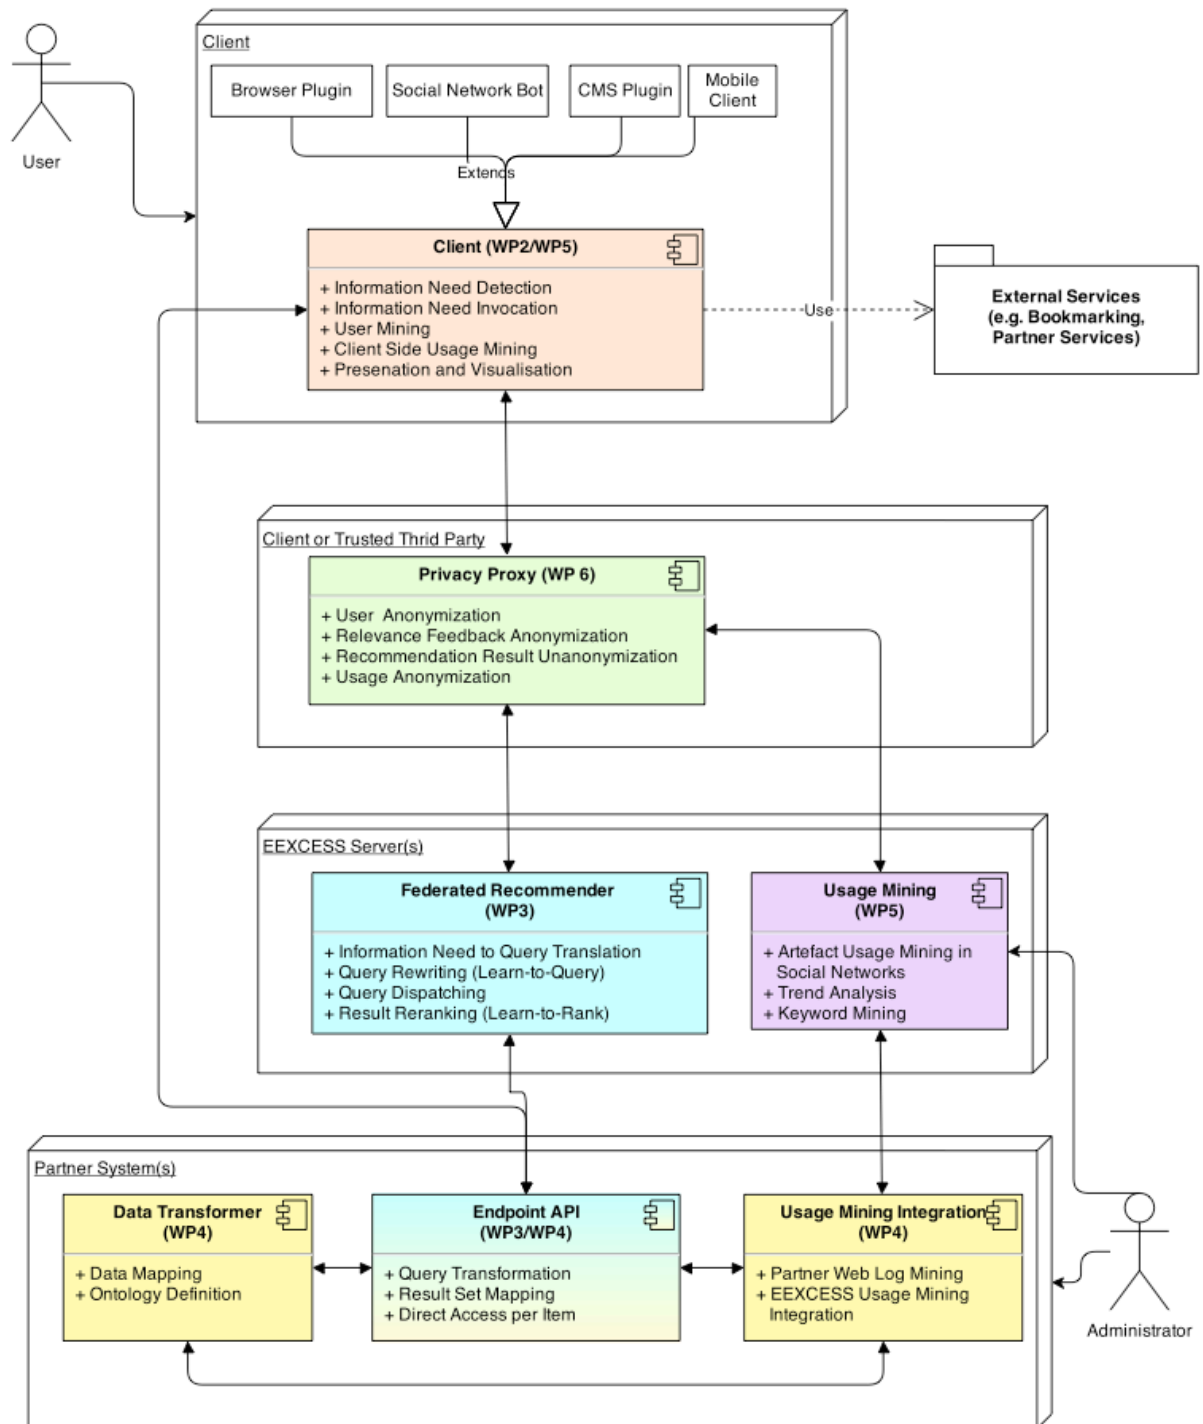 Client
Browser Plugin
Social Network Bot
CMS Plugin
Mobile
Client
User
Extends
Client (WP2/WP5)
+ Information Need Detection
+ Information Need Invocation
+ User Mining
+ Client Side Usage Mining
+ Presenation and Visualisation
Use
External Services
(e.g. Bookmarking,
Partner Services)
Client or Trusted Thrid Party
Privacy Proxy (WP 6)
+ User Anonymization
+ Relevance Feedback Anonymization
+ Recommendation Result Unanonymization
+ Usage Anonymization
EEXCESS Server(s)
Federated Recommender
(WP3)
+ Information Need to Query Translation
+ Query Rewriting (Learn-to-Query)
+ Query Dispatching
+ Result Reranking (Learn-to-Rank)
Usage Mining
(WP5)
+ Artefact Usage Mining in
Social Networks
+ Trend Analysis
+ Keyword Mining
Partner System(s)
Data Transformer
(WP4)
+ Data Mapping
+ Ontology Definition
Endpoint API
(WP3/WP4)
+ Query Transformation
+ Result Set Mapping
+ Direct Access per Item
Usage Mining Integration
(WP4)
+ Partner Web Log Mining
+ EEXCESS Usage Mining
Integration
Administrator